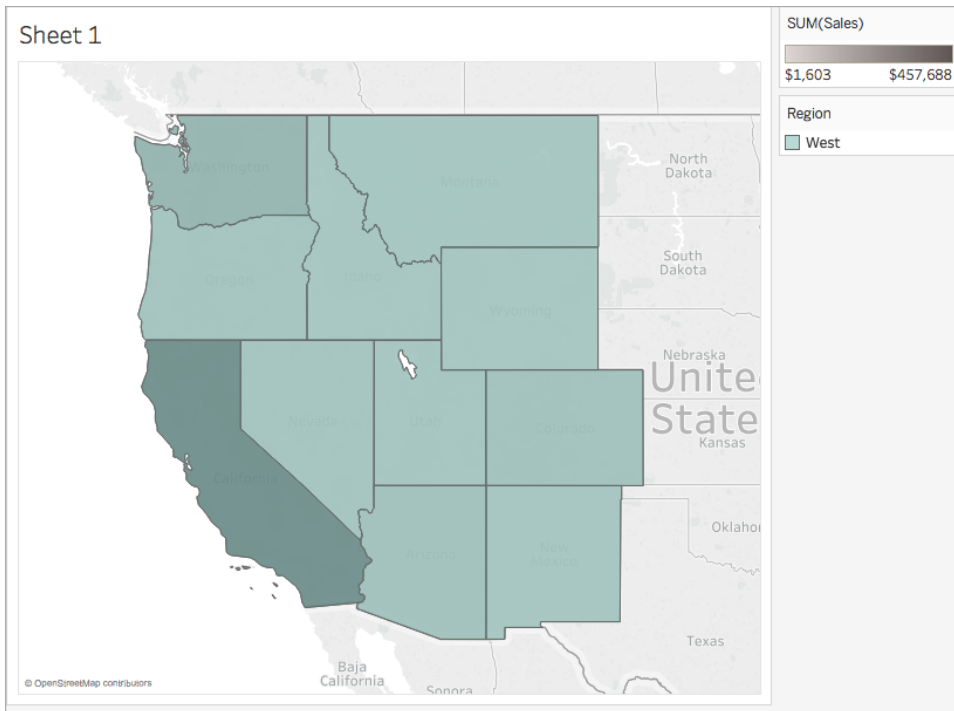 Sheet 1
SUM(Sales)
$1,603 $457,688
Region
West
Washington
Montana
North
Dakota
Oregon
Idaho
South
Dakota
Wyoming
Nebraska
Unite
State
Nevada
Utah
Colorado
Kansas
California
Arizona
New
Mexico
Oklahor
Texas
Baja
California
Sonora
© OpenStreetMap contributors